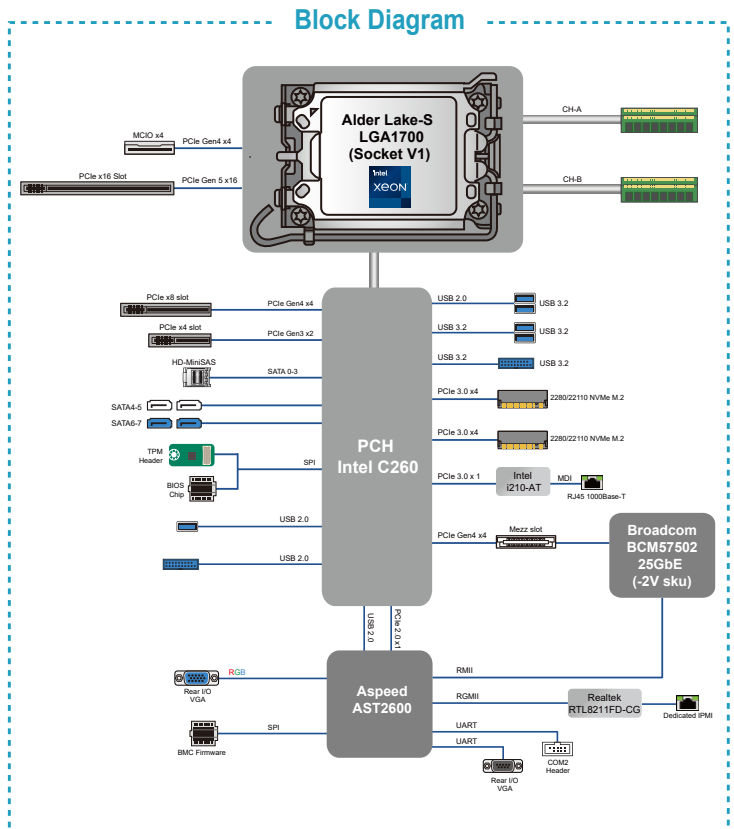 Block Diagram
Alder Lake-S
LGA1700
(Socket V1)
intel
XEON
CH-A
CH-B
MCIO x4
PCIe Gen4 x4
PCIe x16 Slot
PCIe Gen 5 x16
PCIe x8 slot
PCIe Gen4 x4
PCIe x4 slot
PCIe Gen3 x2
HD-MiniSAS
SATA 0-3
SATA4-5
SATA6-7
TPM
Header
SPI
BIOS
Chip
USB 2.0
USB 2.0
PCH
Intel C260
USB 2.0
USB 3.2
USB 3.2
USB 3.2
USB 3.2
USB 3.2
PCIe 3.0 x4
2280/22110 NVMe M.2
PCIe 3.0 x4
2280/22110 NVMe M.2
PCIe 3.0 x 1
Intel
i210-AT
MDI
RJ45 1000Base-T
PCIe Gen4 x4
Mezz slot
Broadcom
BCM57502
25GbE
(-2V sku)
USB 2.0
PCIe 2.0 x1
Aspeed
AST2600
RGB
Rear I/O
VGA
SPI
BMC Firmware
RMII
RGMII
Realtek
RTL8211FD-CG
Dedicated IPMI
UART
COM2
Header
UART
Rear I/O
VGA